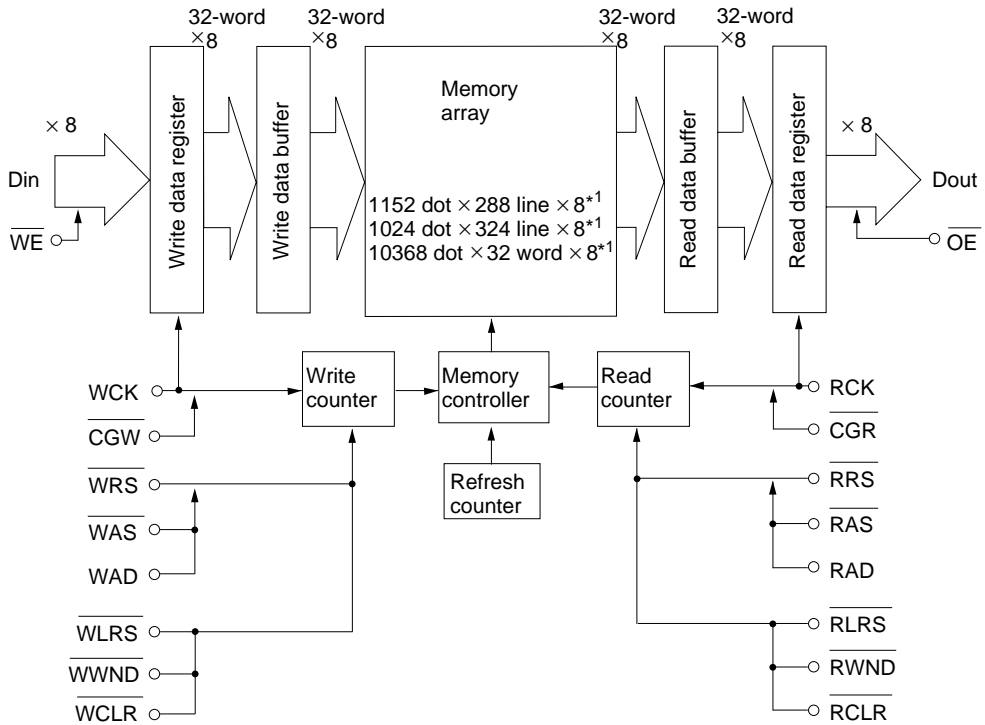 32-word
×8
32-word
×8
32-word
×8
32-word
×8
× 8
Din
WE
Write data register
Write data buffer
Memory
array
1152 dot × 288 line × 8*1
1024 dot × 324 line × 8*1
10368 dot × 32 word × 8*1
Read data buffer
Read data register
× 8
Dout
OE
WCK
CGW
WRS
WAS
WAD
WLRS
WWND
WCLR
Write
counter
Memory
controller
Read
counter
Refresh
counter
RCK
CGR
RRS
RAS
RAD
RLRS
RWND
RCLR